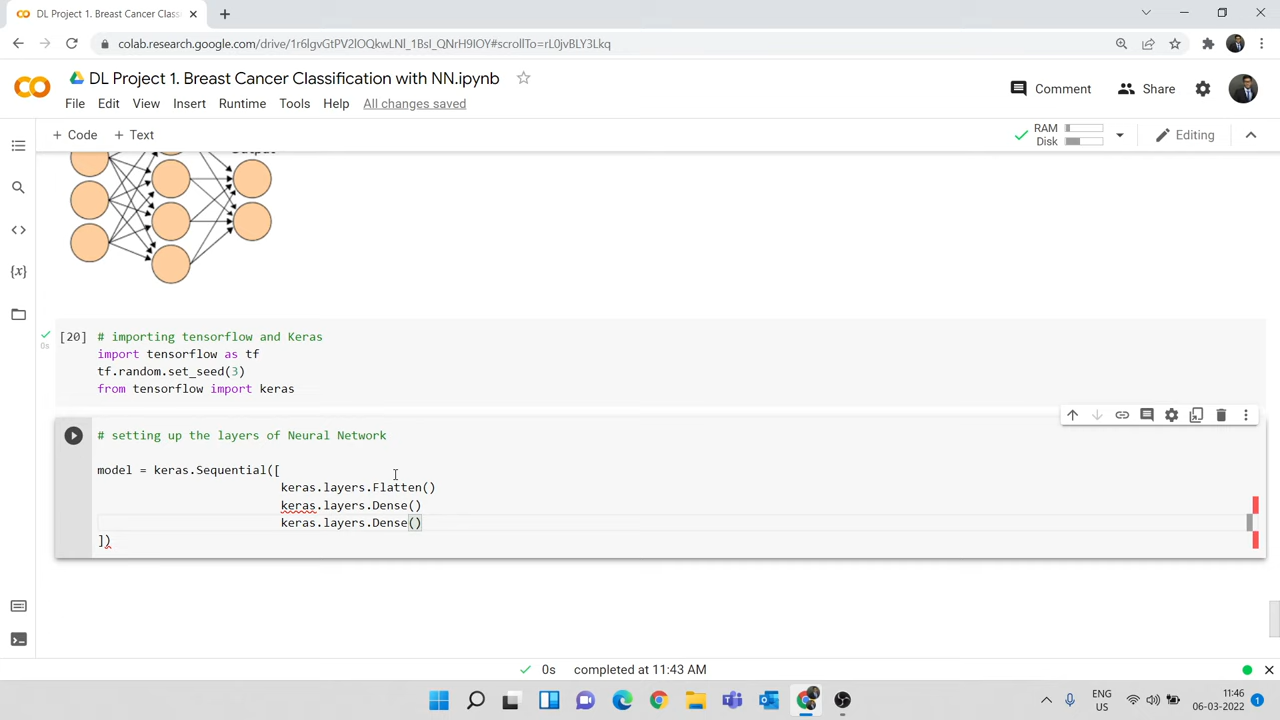 DL Project 1. Breast Cancer Class
colab.research.google.com/drive/1r6lgvGtPV2lOQkwLNl_1BsI_QNrH9IOY#scrollTo=rL0jvBLY3Lkq
DL Project 1. Breast Cancer Classification with NN.ipynb
Comment
Share
File Edit View Insert Runtime Tools Help All changes saved
+ Code + Text
RAM
Disk
Editing
[20] # importing tensorflow and Keras
import tensorflow as tf
tf.random.set_seed(3)
from tensorflow import keras
# setting up the layers of Neural Network
model = keras.Sequential([
keras.layers.Flatten()
keras.layers.Dense()
keras.layers.Dense()
])
0s
0s completed at 11:43 AM
ENG
US
11:46
06-03-2022
1